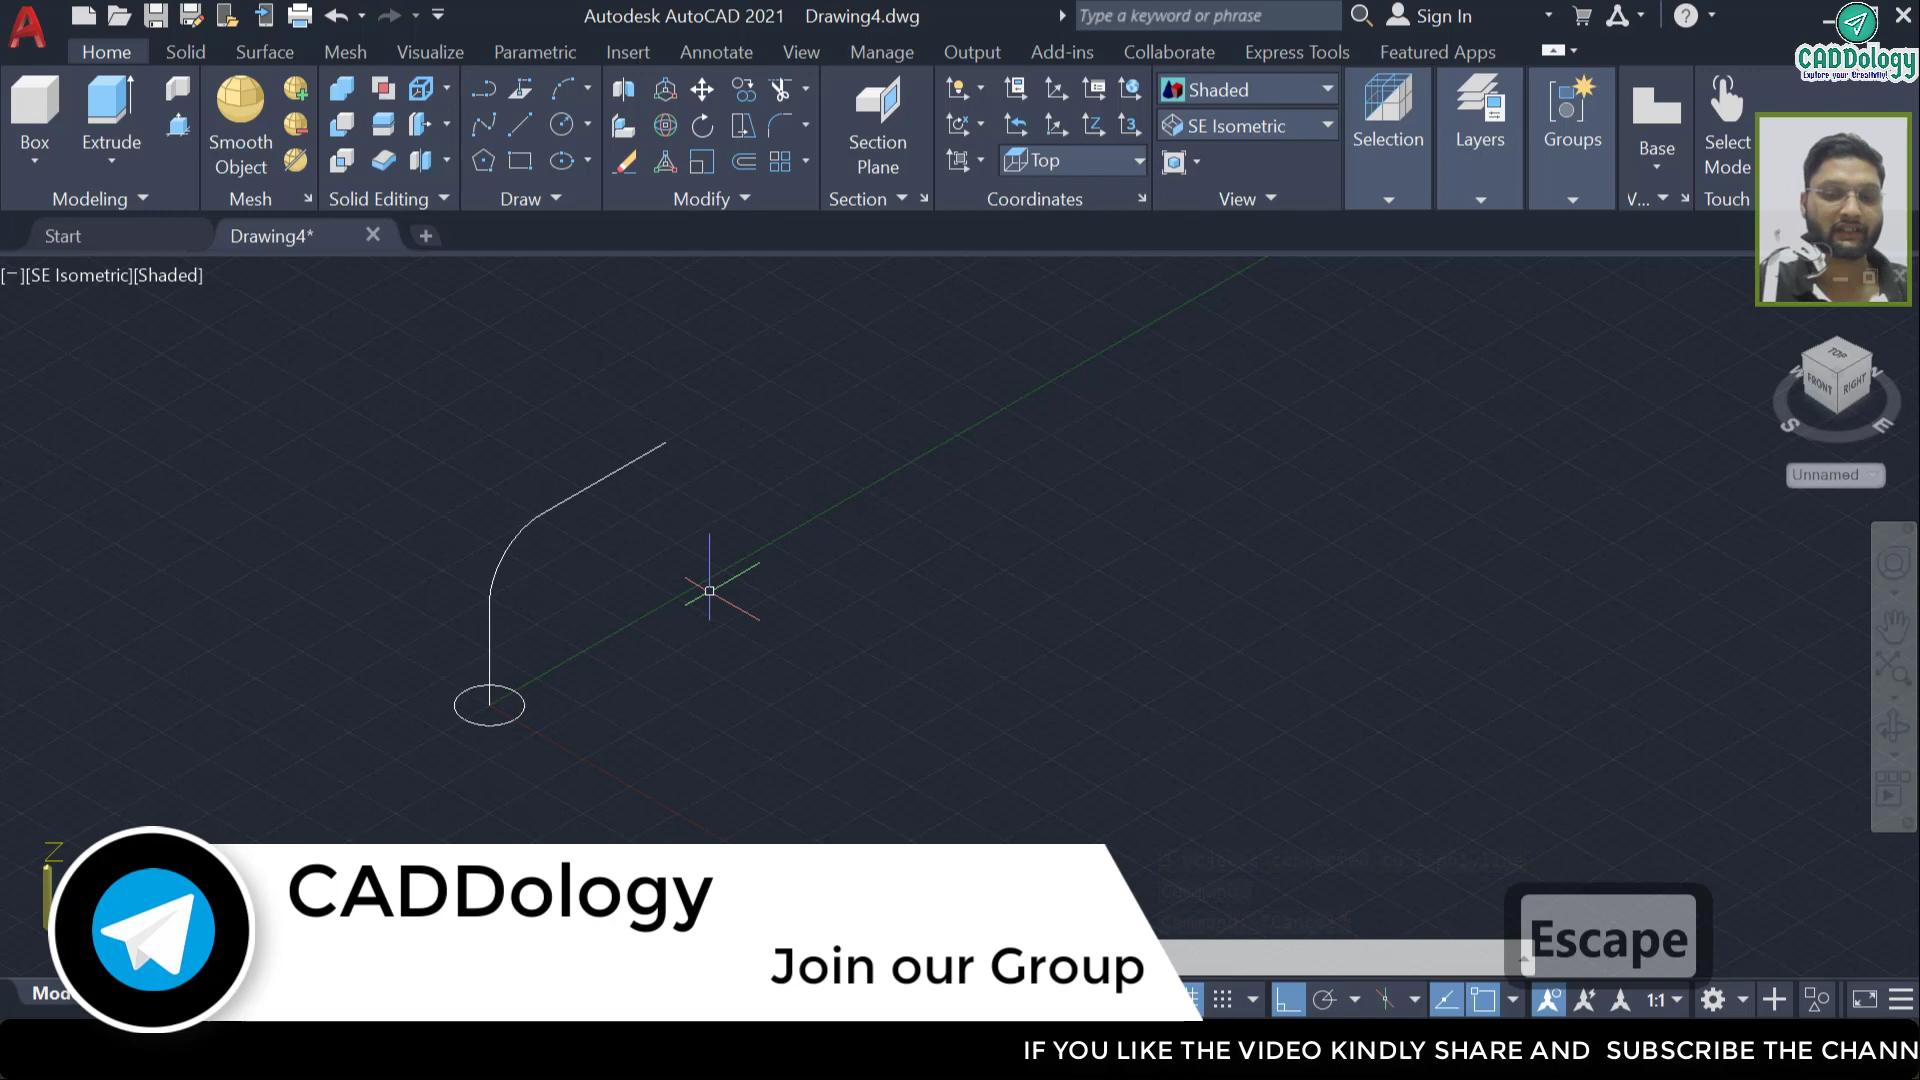 Autodesk AutoCAD 2021 Drawing4.dwg
Type a keyword or phrase
Sign In
Home Solid Surface Mesh Visualize Parametric Insert Annotate View Manage Output Add-ins Collaborate Express Tools Featured Apps
CADDology
Explore your Creativity!
Box
Extrude
Smooth
Object
Section
Plane
Shaded
SE Isometric
Top
Selection
Layers
Groups
Base
Select
Mode
Modeling
Mesh
Solid Editing
Draw
Modify
Section
Coordinates
View
V...
Touch
Start
Drawing4*
[−][SE Isometric][Shaded]
TOP
FRONT
RIGHT
W
N
S
E
Unnamed
Z
CADDology
Join our Group
Escape
1:1
IF YOU LIKE THE VIDEO KINDLY SHARE AND SUBSCRIBE THE CHANN